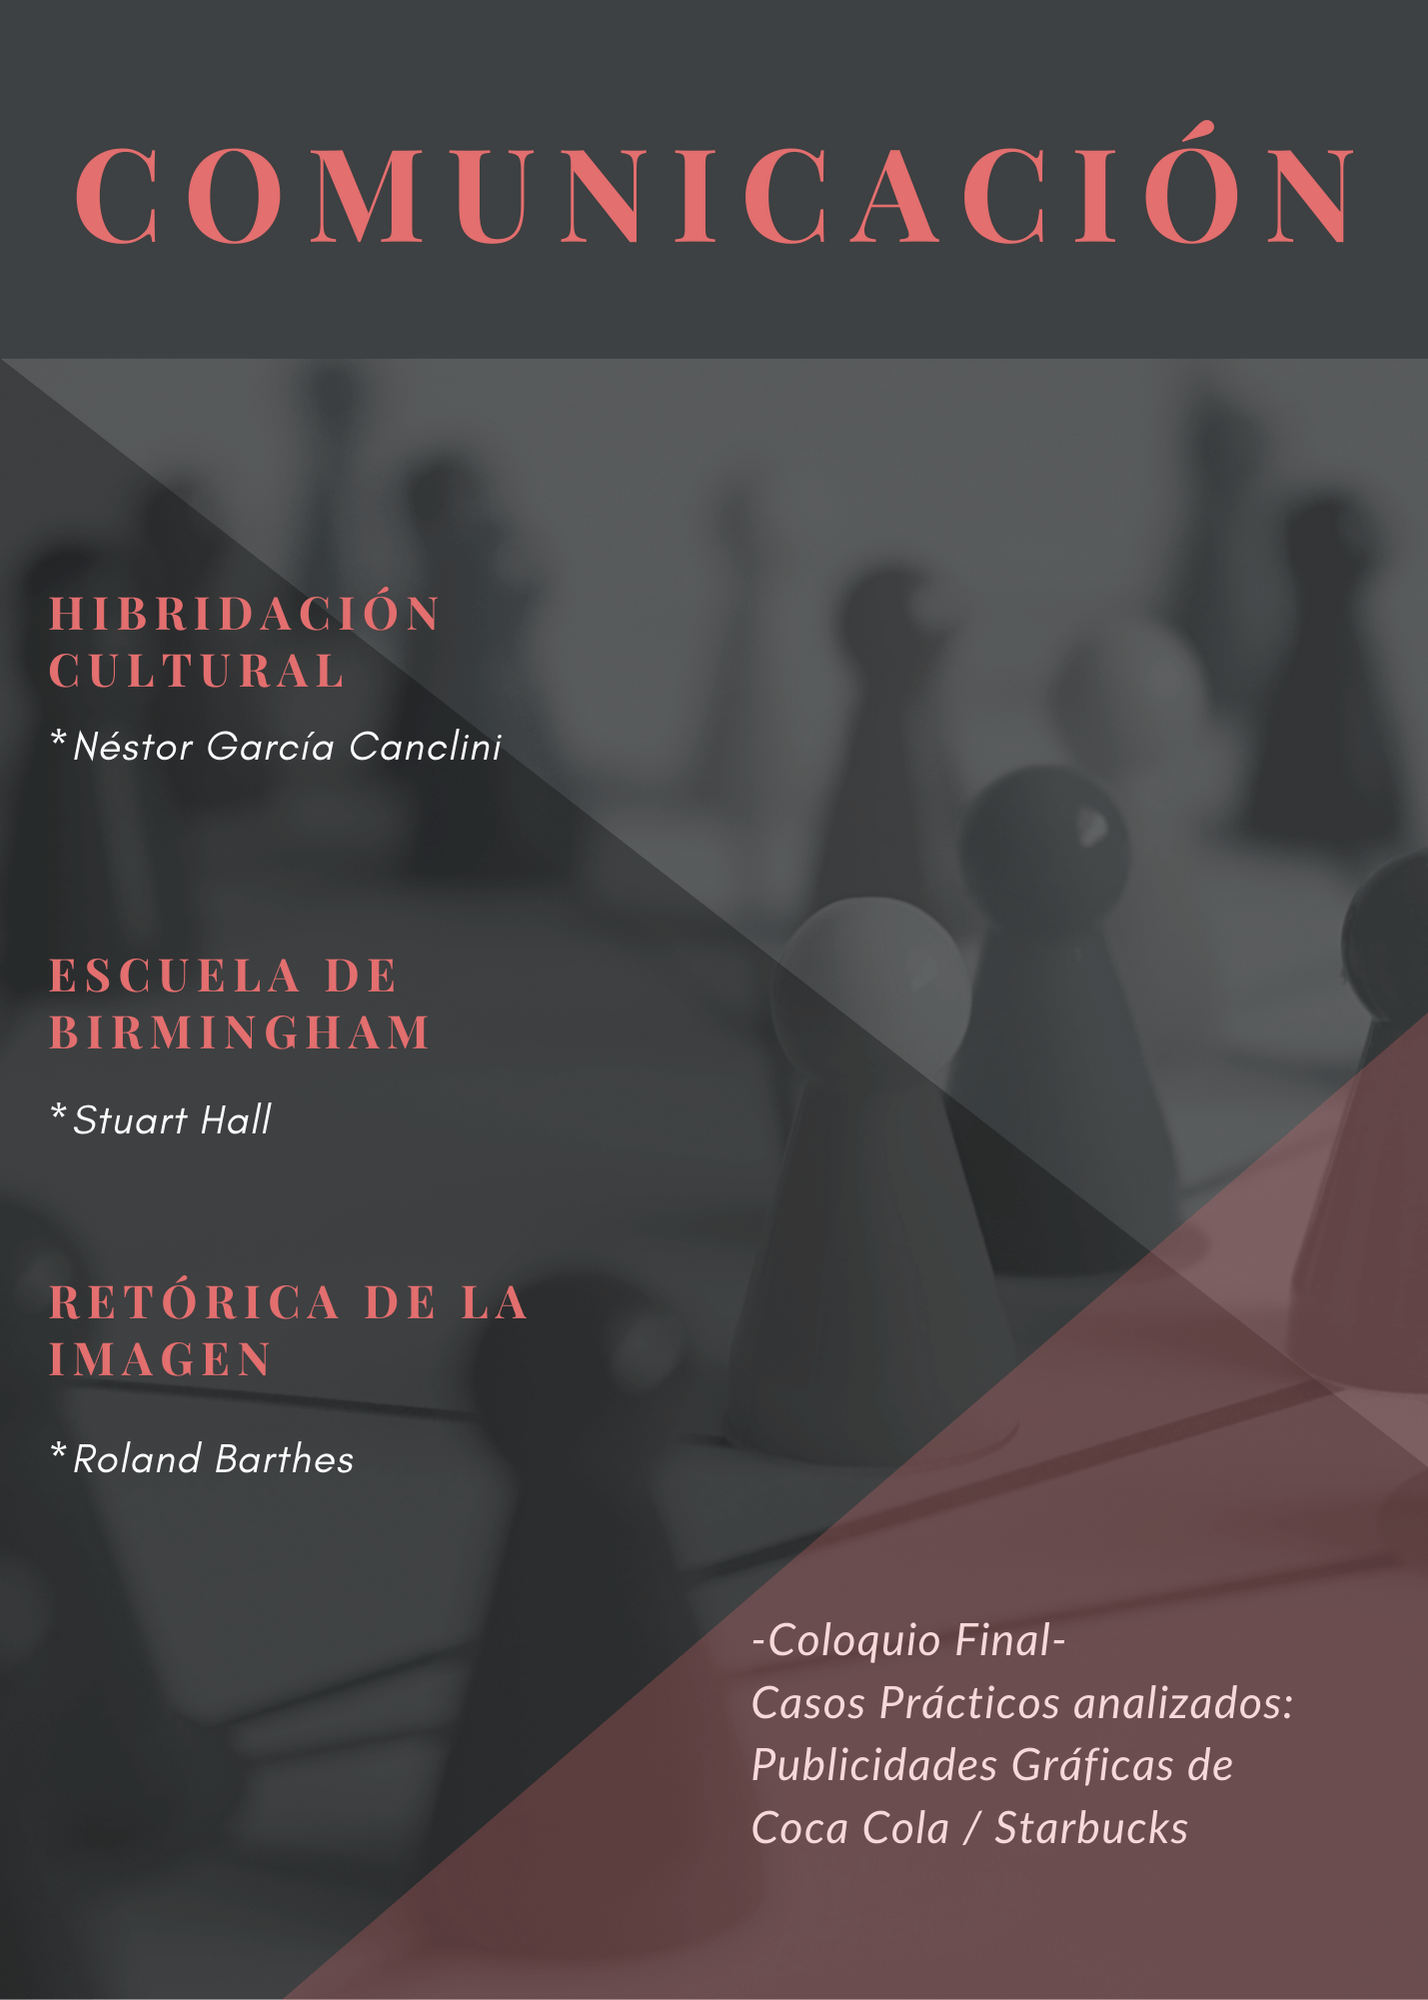 COMUNICACIÓN
HIBRIDACIÓN
CULTURAL
*Néstor García Canclini
ESCUELA DE
BIRMINGHAM
*Stuart Hall
RETÓRICA DE LA
IMAGEN
*Roland Barthes
-Coloquio Final-
Casos Prácticos analizados:
Publicidades Gráficas de
Coca Cola / Starbucks